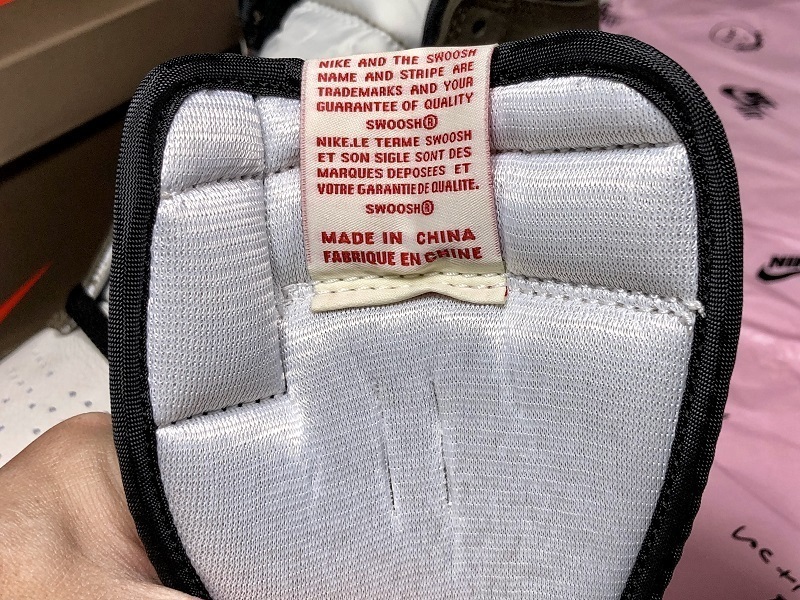 NIKE AND THE SWOOSH
NAME AND STRIPE ARE
TRADEMARKS AND YOUR
GUARANTEE OF QUALITY
SWOOSH®
NIKE.LE TERME SWOOSH
ET SON SIGLE SONT DES
MARQUES DEPOSEES ET
VOTRE GARANTIE DE QUALITE.
SWOOSH®
MADE IN CHINA
FABRIQUE EN CHINE